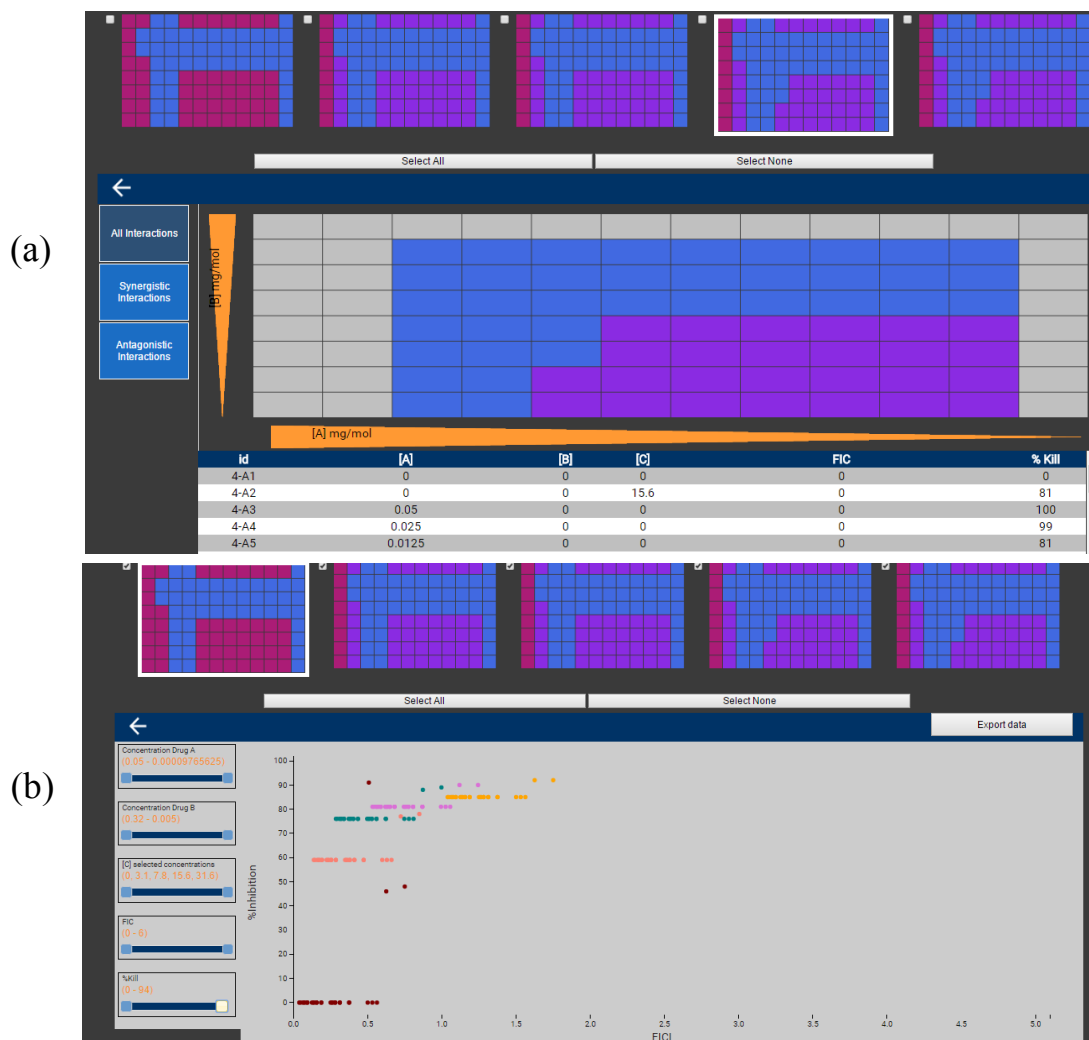 (a)
Select All
Select None
All Interactions
Synergistic
Interactions
Antagonistic
Interactions
[B] mg/mol
[A] mg/mol
id [A] [B] [C] FIC % Kill
4-A1 0 0 0 0 0
4-A2 0 0 15.6 0 81
4-A3 0.05 0 0 0 100
4-A4 0.025 0 0 0 99
4-A5 0.0125 0 0 0 81
(b)
Select All
Select None
Export data
Concentration Drug A
(0.05 - 0.00009765625)
Concentration Drug B
(0.32 - 0.005)
[C] selected concentrations
(0, 3.1, 7.8, 15.6, 31.6)
FIC
(0 - 6)
%Kill
(0 - 94)
%Inhibition
100
90
80
70
60
50
40
30
20
10
0
0.0 0.5 1.0 1.5 2.0 2.5 3.0 3.5 4.0 4.5 5.0
FICI